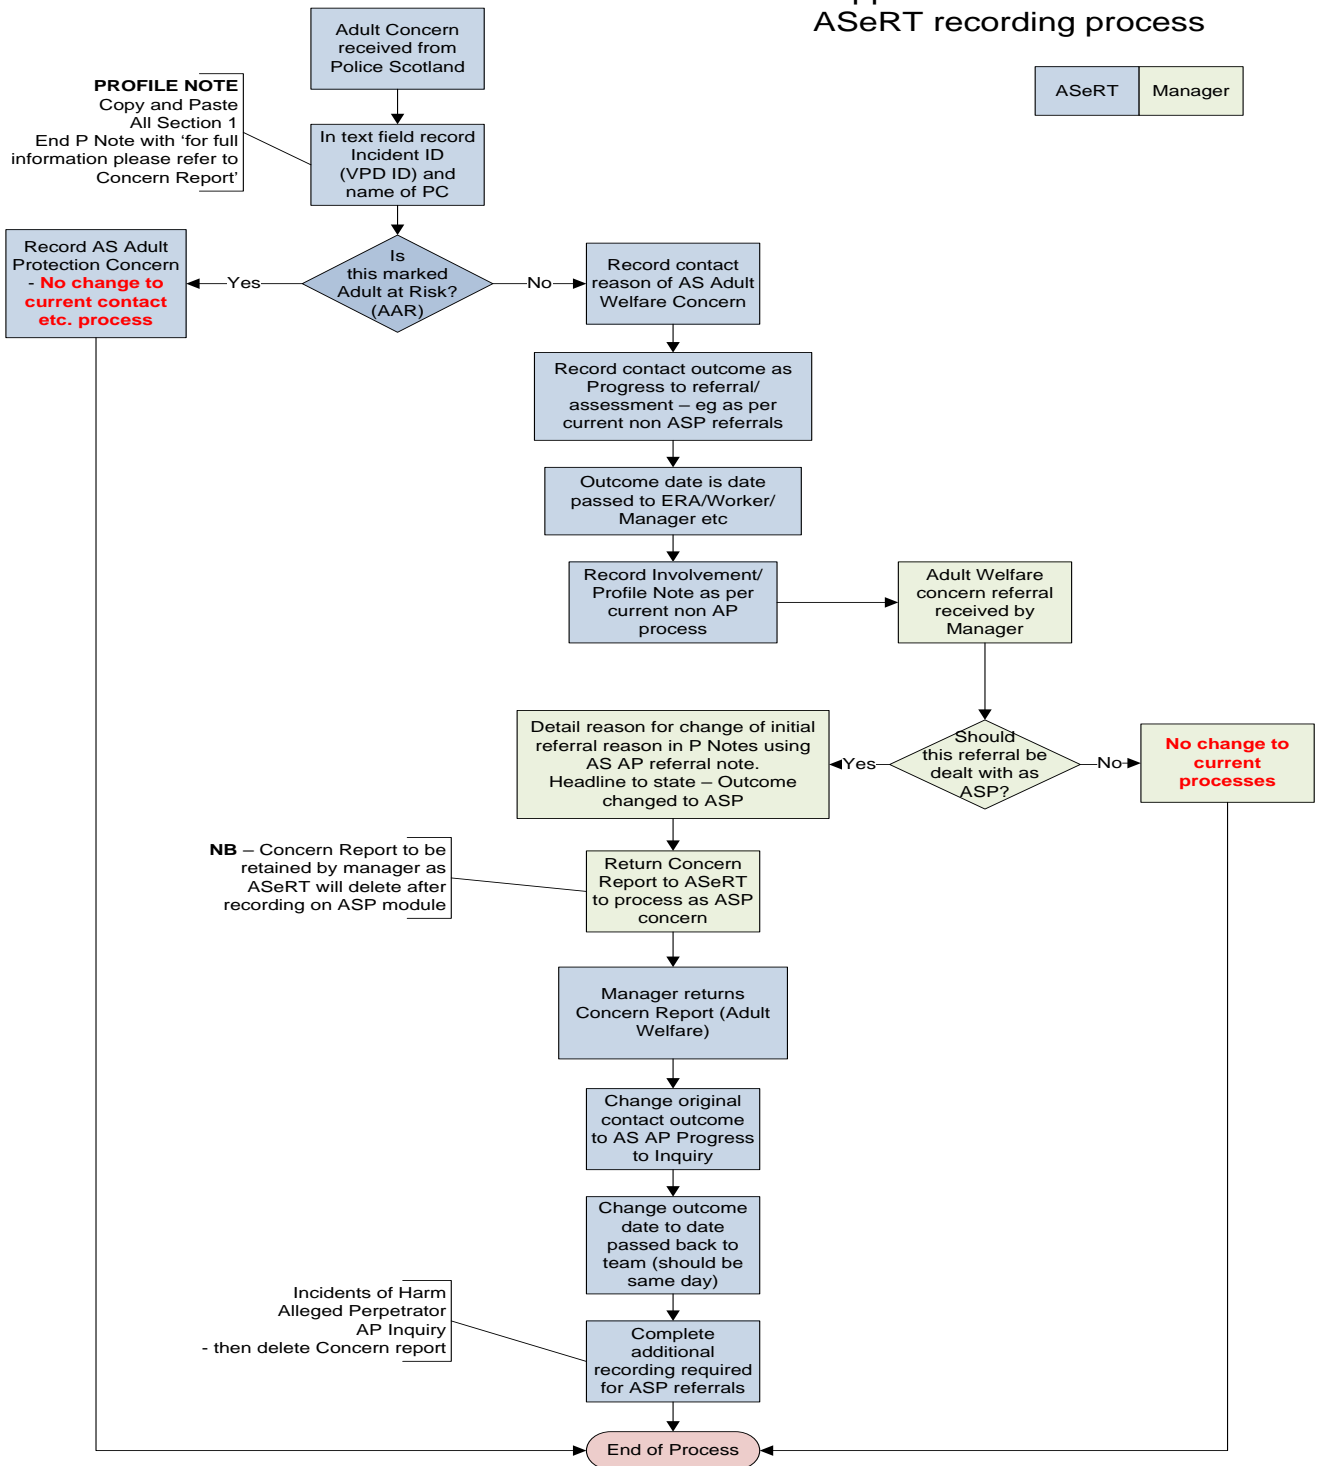 ASeRT recording process
ASeRT
Manager
Adult Concern
received from
Police Scotland
PROFILE NOTE
Copy and Paste
All Section 1
End P Note with ‘for full
information please refer to
Concern Report’
In text field record
Incident ID
(VPD ID) and
name of PC
Is
this marked
Adult at Risk?
(AAR)
Yes
No
Record AS Adult
Protection Concern
- No change to
current contact
etc. process
Record contact
reason of AS Adult
Welfare Concern
Record contact outcome as
Progress to referral/
assessment – eg as per
current non ASP referrals
Outcome date is date
passed to ERA/Worker/
Manager etc
Record Involvement/
Profile Note as per
current non AP
process
Adult Welfare
concern referral
received by
Manager
Should
this referral be
dealt with as
ASP?
Yes
No
No change to
current
processes
Detail reason for change of initial
referral reason in P Notes using
AS AP referral note.
Headline to state – Outcome
changed to ASP
NB – Concern Report to be
retained by manager as
ASeRT will delete after
recording on ASP module
Return Concern
Report to ASeRT
to process as ASP
concern
Manager returns
Concern Report (Adult
Welfare)
Change original
contact outcome
to AS AP Progress
to Inquiry
Change outcome
date to date
passed back to
team (should be
same day)
Incidents of Harm
Alleged Perpetrator
AP Inquiry
- then delete Concern report
Complete
additional
recording required
for ASP referrals
End of Process